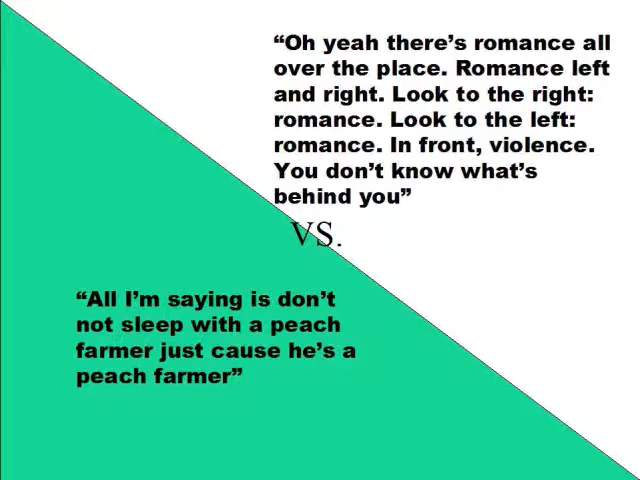 “Oh yeah there’s romance all
over the place. Romance left
and right. Look to the right:
romance. Look to the left:
romance. In front, violence.
You don’t know what’s
behind you”
VS.
“All I’m saying is don’t
not sleep with a peach
farmer just cause he’s a
peach farmer”